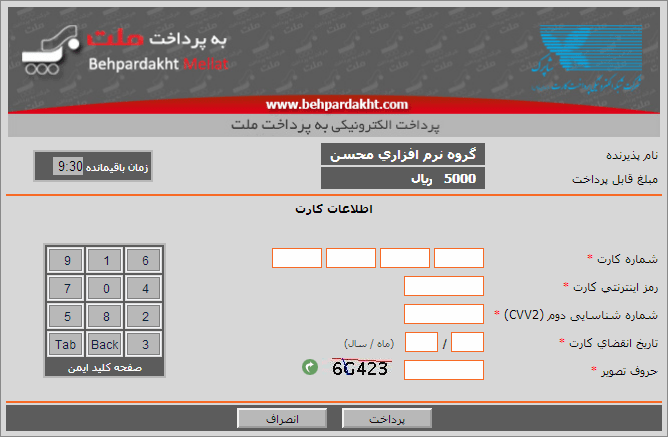 به پرداخت ملت
Behpardakht Mellat
www.behpardakht.com
پرداخت الکترونیکی به پرداخت ملت
نام پذیرنده گروه نرم افزاري محسن
مبلغ قابل پرداخت 5000 ریال
زمان باقیمانده 9:30
اطلاعات کارت
شماره کارت *
رمز اینترنتي کارت *
شماره شناسایی دوم (CVV2) *
تاریخ انقضاي کارت * / (ماه / سال)
حروف تصویر * 6G423
9 1 6
7 0 4
5 8 2
Tab Back 3
صفحه کلید ایمن
پرداخت انصراف